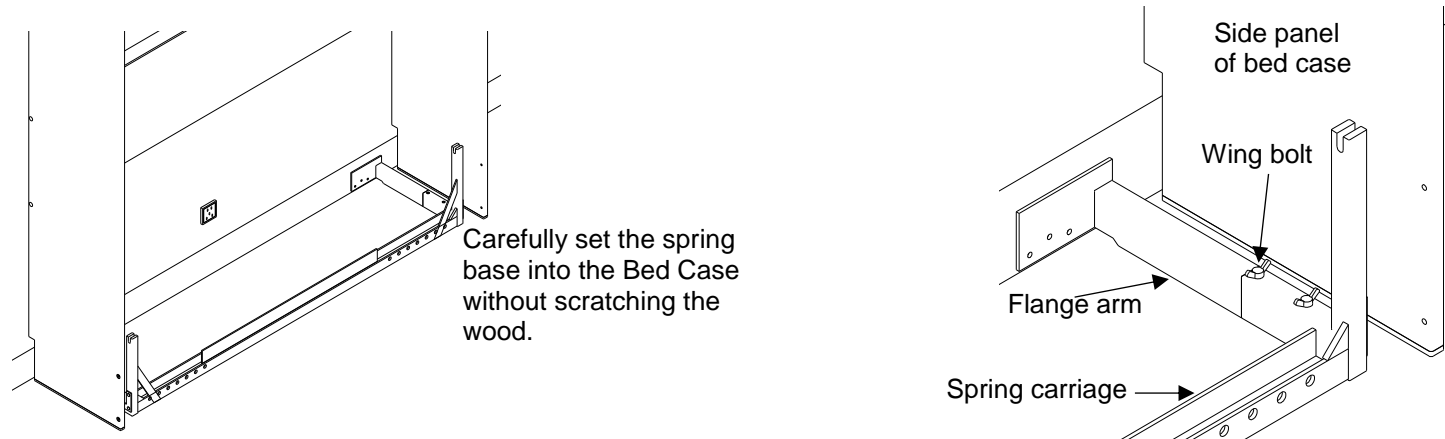 Carefully set the spring
base into the Bed Case
without scratching the
wood.
Side panel
of bed case
Wing bolt
Flange arm
Spring carriage